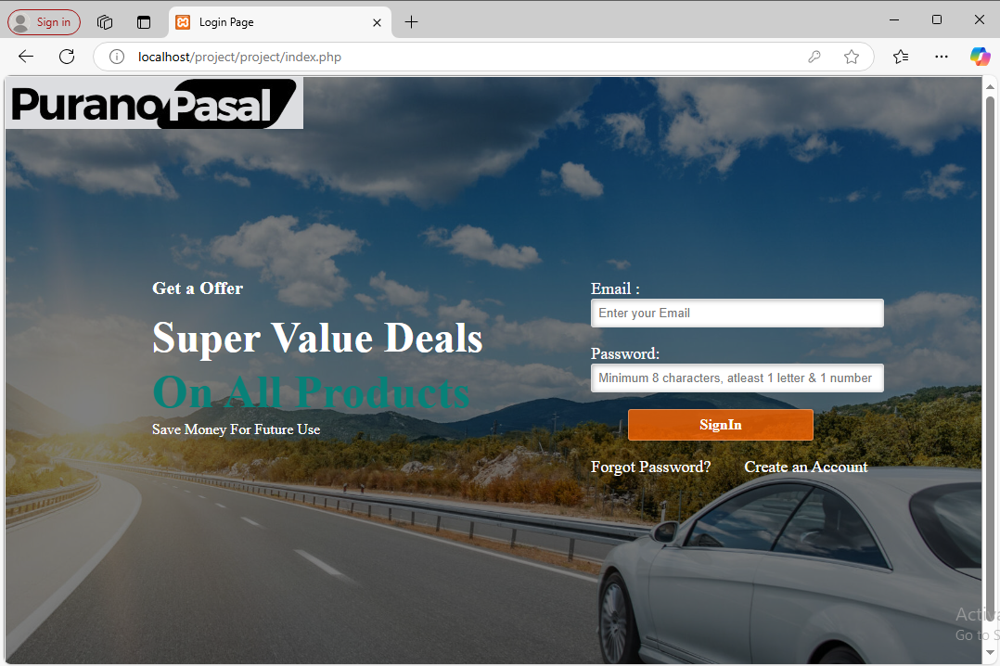 Sign in
Login Page
localhost/project/project/index.php
PuranoPasal
Get a Offer
Super Value Deals
On All Products
Save Money For Future Use
Email :
Enter your Email
Password:
Minimum 8 characters, atleast 1 letter & 1 number
SignIn
Forgot Password? Create an Account
Go to